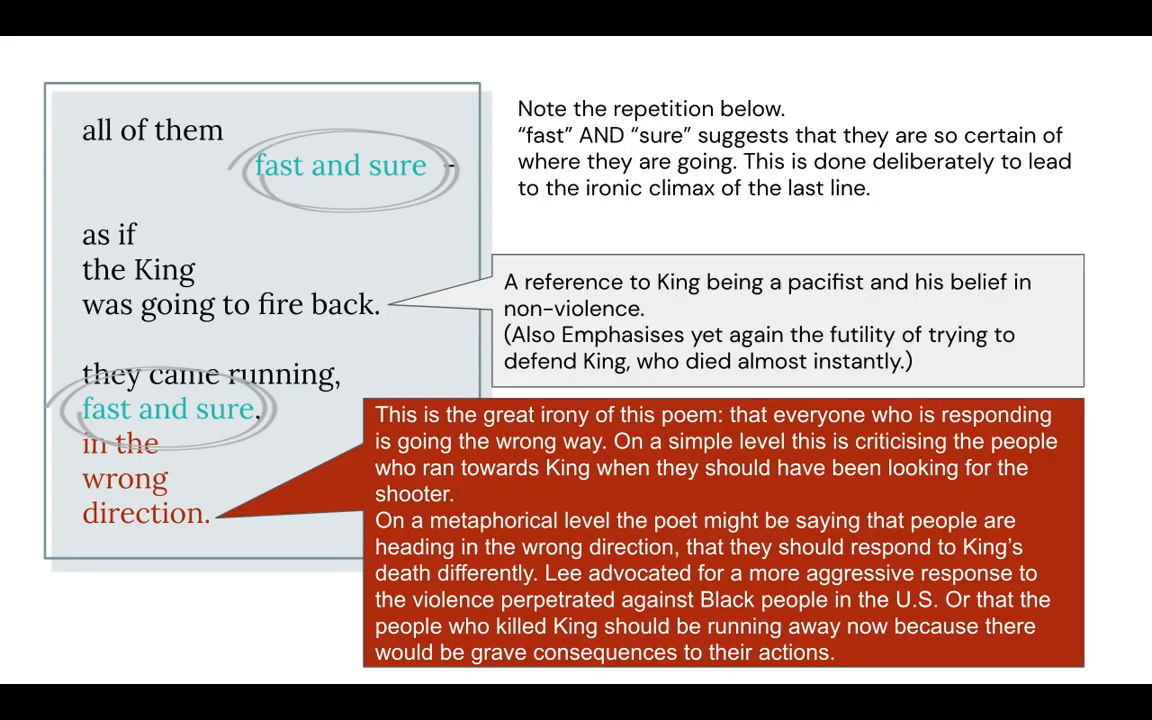 all of them
fast and sure -
as if
the King
was going to fire back.
they came running,
fast and sure,
in the
wrong
direction.
Note the repetition below.
“fast” AND “sure” suggests that they are so certain of
where they are going. This is done deliberately to lead
to the ironic climax of the last line.
A reference to King being a pacifist and his belief in
non-violence.
(Also Emphasises yet again the futility of trying to
defend King, who died almost instantly.)
This is the great irony of this poem: that everyone who is responding
is going the wrong way. On a simple level this is criticising the people
who ran towards King when they should have been looking for the
shooter.
On a metaphorical level the poet might be saying that people are
heading in the wrong direction, that they should respond to King’s
death differently. Lee advocated for a more aggressive response to
the violence perpetrated against Black people in the U.S. Or that the
people who killed King should be running away now because there
would be grave consequences to their actions.